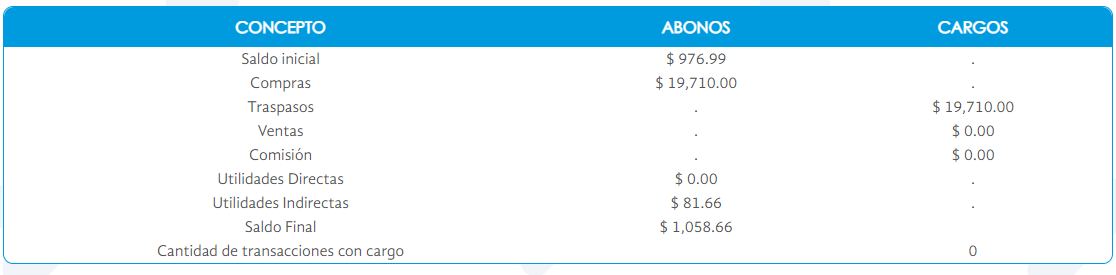 CONCEPTO ABONOS CARGOS
Saldo inicial $ 976.99 .
Compras $ 19,710.00 .
Traspasos . $ 19,710.00
Ventas . $ 0.00
Comisión . $ 0.00
Utilidades Directas $ 0.00 .
Utilidades Indirectas $ 81.66 .
Saldo Final $ 1,058.66
Cantidad de transacciones con cargo 0